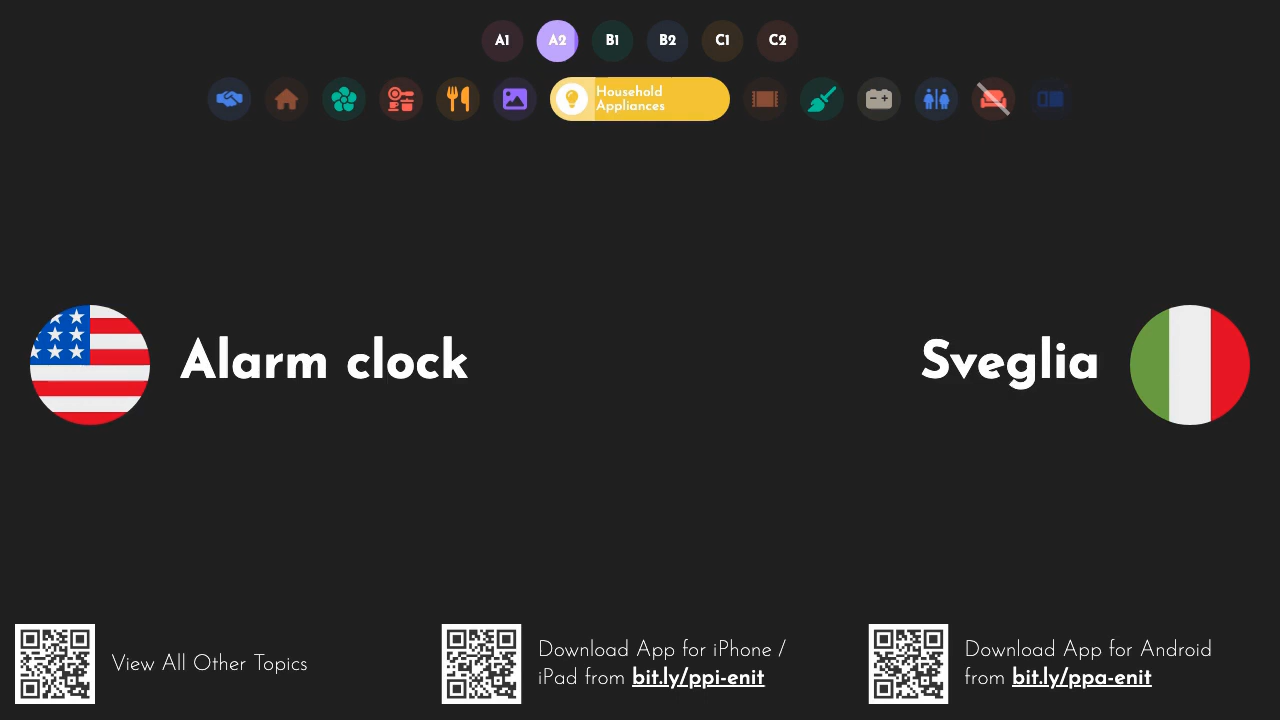 A1 A2 B1 B2 C1 C2
Household
Appliances
Alarm clock
Sveglia
View All Other Topics
Download App for iPhone /
iPad from bit.ly/ppi-enit
Download App for Android
from bit.ly/ppa-enit